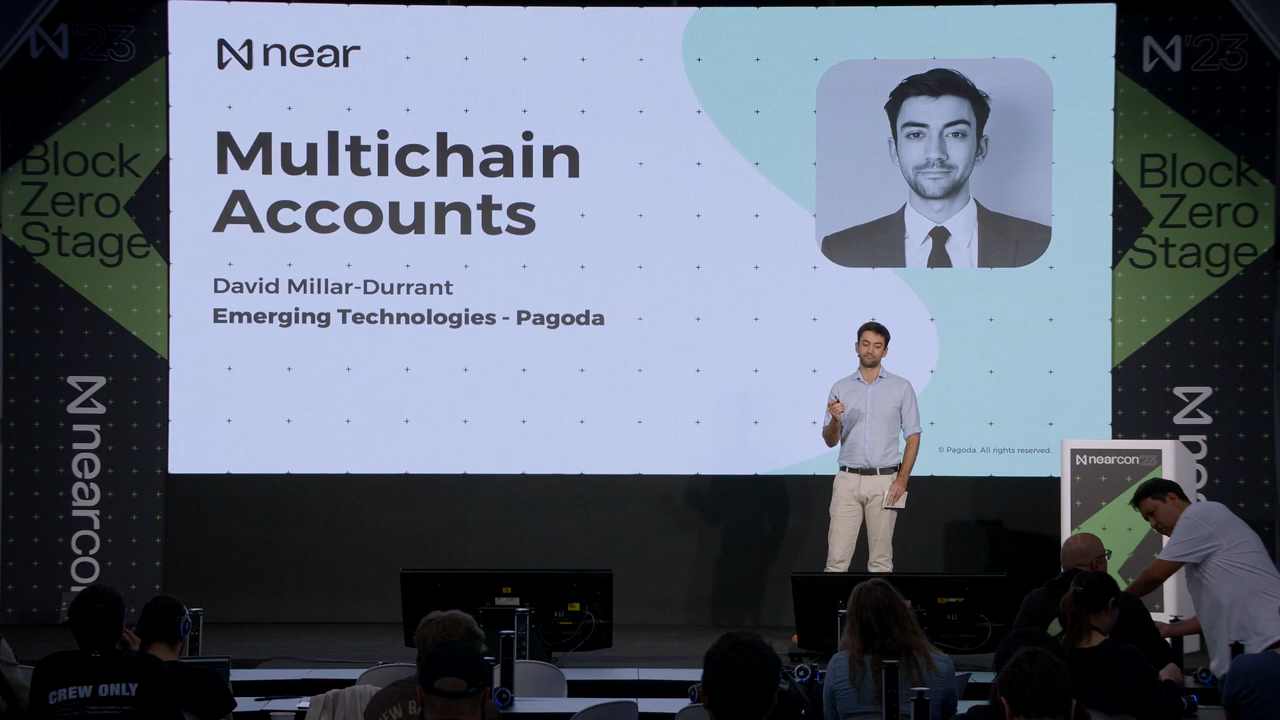 N'23
Block
Zero
Stage
nearco
near
Multichain
Accounts
David Millar-Durrant
Emerging Technologies - Pagoda
© Pagoda. All rights reserved.
N'23
Block
Zero
Stage
nearcon'23
CREW ONLY